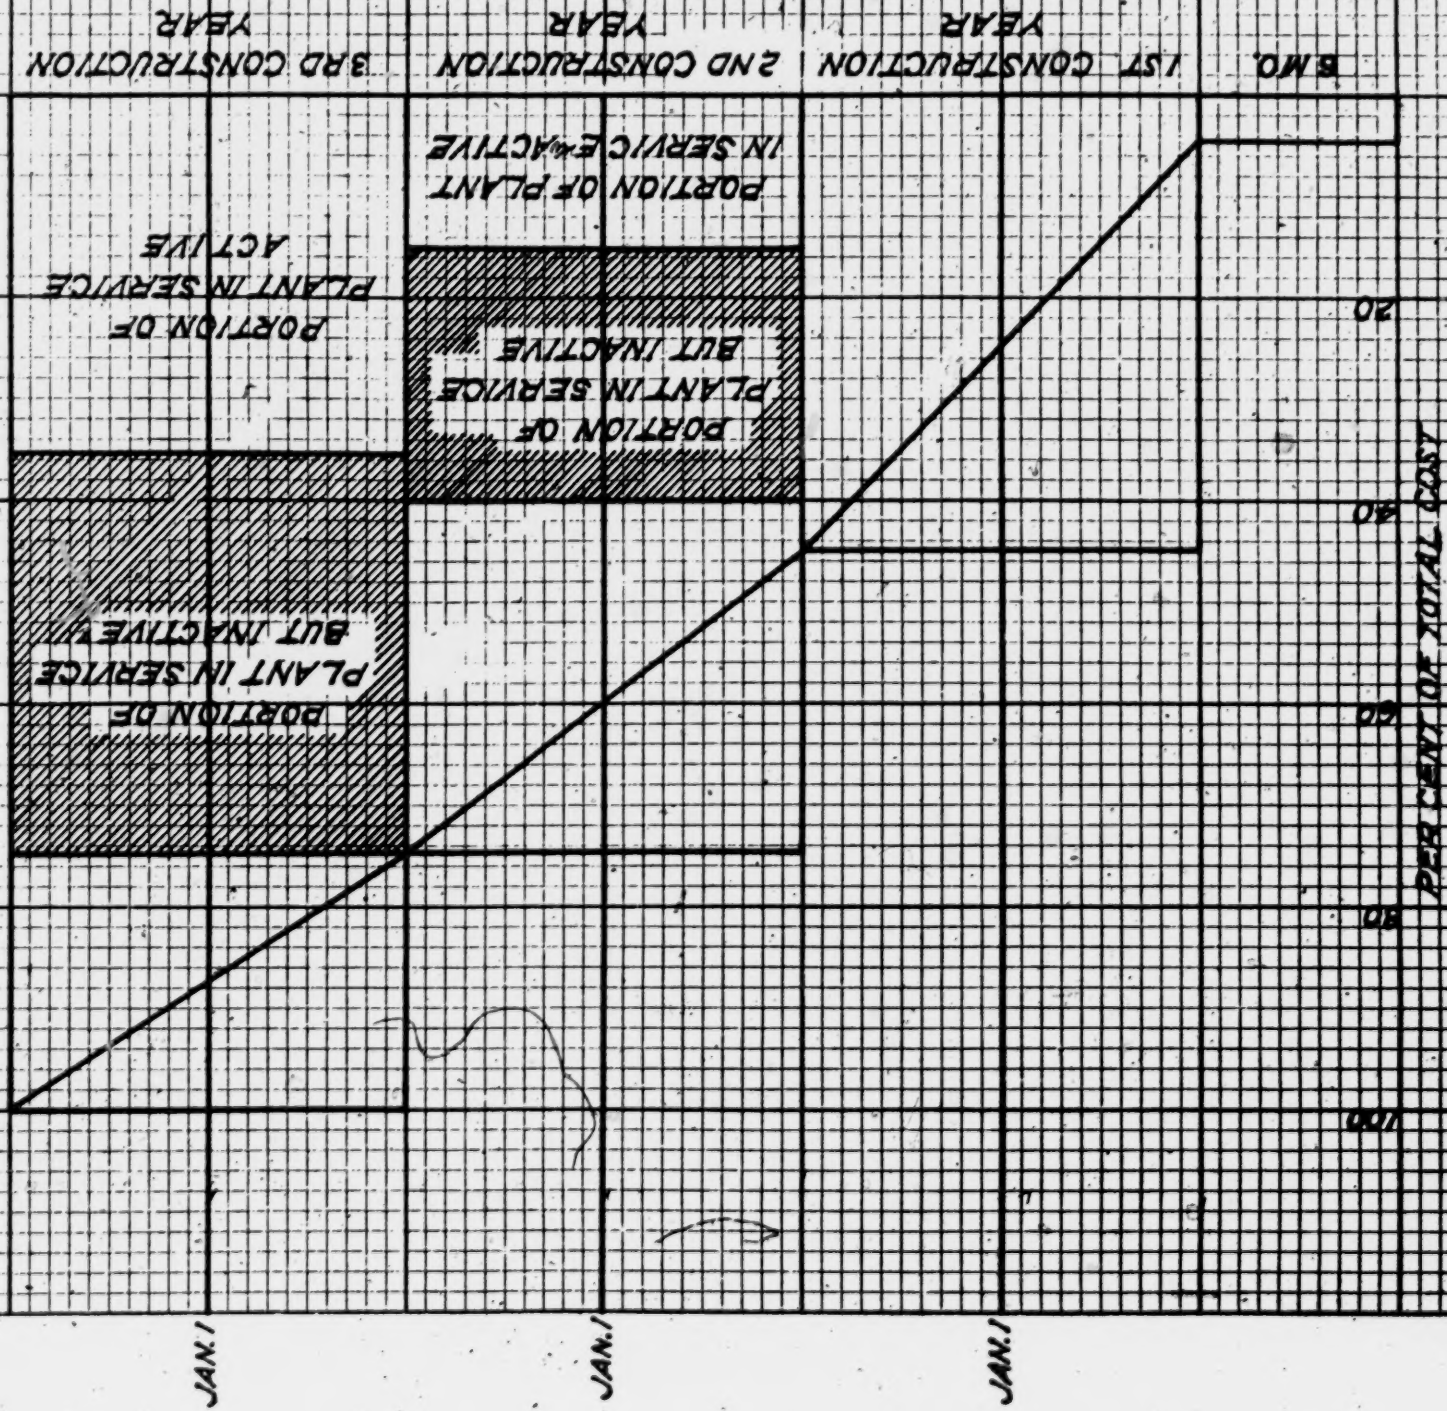 JAN. 1
JAN. 1
JAN. 1
PER CENT OF TOTAL COST
100
80
60
40
20
PORTION OF
PLANT IN SERVICE
BUT INACTIVE
PORTION OF PLANT
IN SERVICE ACTIVE
PORTION OF
PLANT IN SERVICE
BUT INACTIVE
PORTION OF
PLANT IN SERVICE
ACTIVE
6 MO.
1ST CONSTRUCTION
YEAR
2ND CONSTRUCTION
YEAR
3RD CONSTRUCTION
YEAR